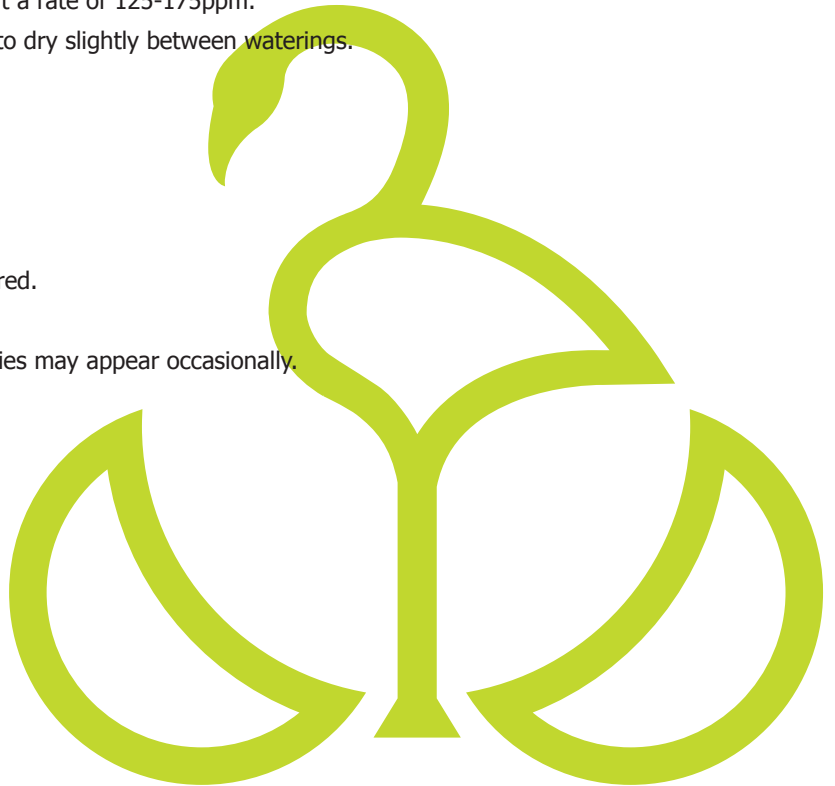 t a rate of 125-175ppm.
to dry slightly between waterings.
red.
ies may appear occasionally.